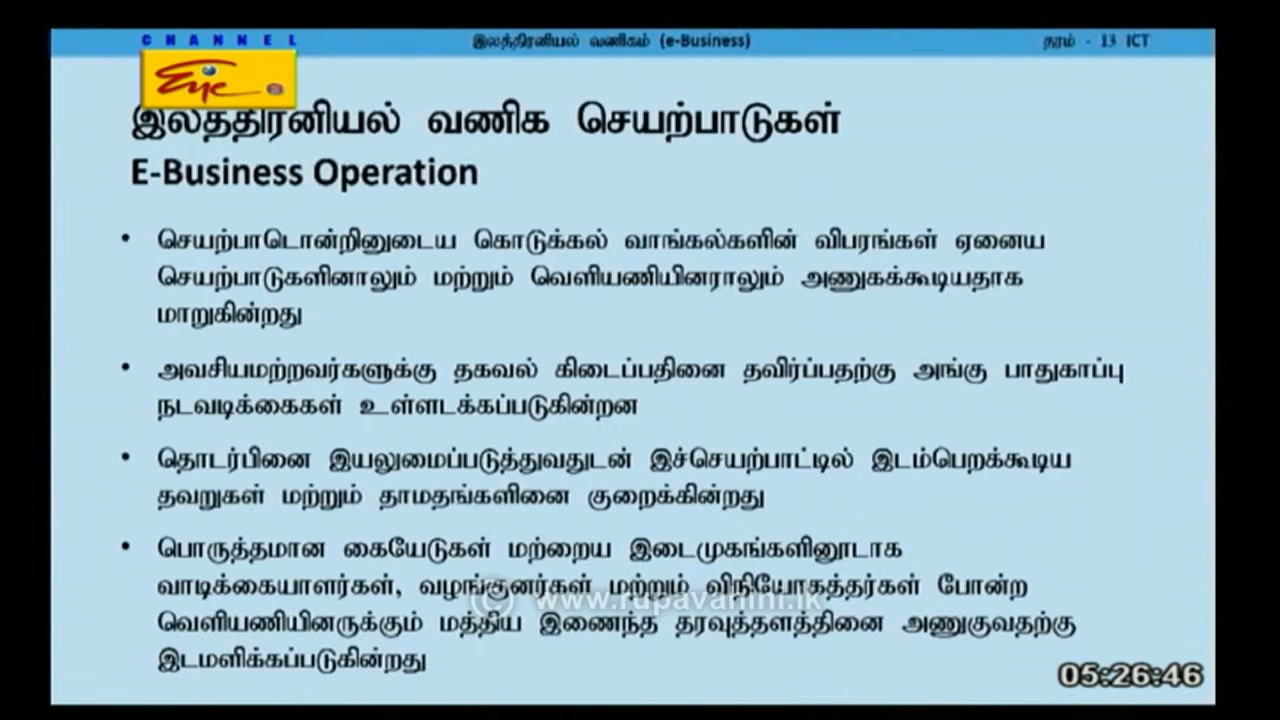 CHANNEL
Eye
இலத்திரனியல் வணிகம் (e-Business)
தரம் - 13 ICT
இலத்திரனியல் வணிக செயற்பாடுகள்
E-Business Operation
• செயற்பாடொன்றினுடைய கொடுக்கல் வாங்கல்களின் விபரங்கள் ஏனைய
செயற்பாடுகளினாலும் மற்றும் வெளியணியினராலும் அணுகக்கூடியதாக
மாறுகின்றது
• அவசியமற்றவர்களுக்கு தகவல் கிடைப்பதினை தவிர்ப்பதற்கு அங்கு பாதுகாப்பு
நடவடிக்கைகள் உள்ளடக்கப்படுகின்றன
• தொடர்பினை இயலுமைப்படுத்துவதுடன் இச்செயற்பாட்டில் இடம்பெறக்கூடிய
தவறுகள் மற்றும் தாமதங்களினை குறைக்கின்றது
• பொருத்தமான கையேடுகள் மற்றைய இடைமுகங்களினூடாக
வாடிக்கையாளர்கள், வழங்குனர்கள் மற்றும் விநியோகத்தர்கள் போன்ற
© www.rupavahini.lk
வெளியணியினருக்கும் மத்திய இணைந்த தரவுத்தளத்தினை அணுகுவதற்கு
இடமளிக்கப்படுகின்றது
05:26:46